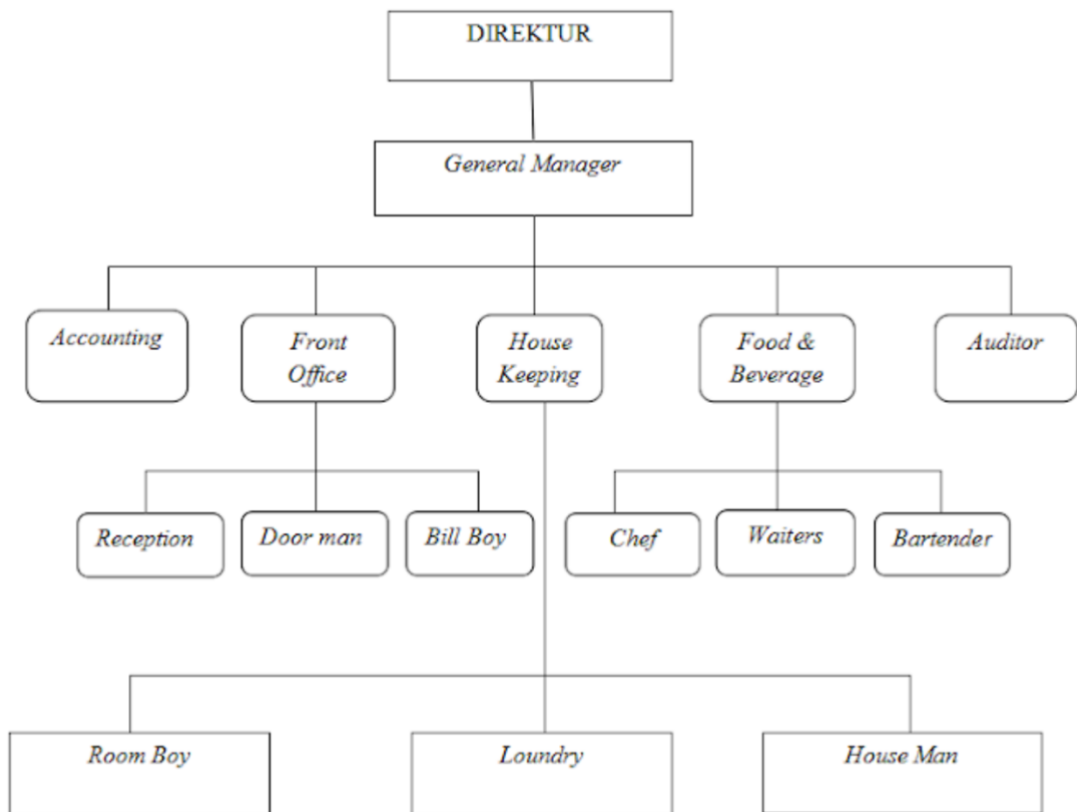 DIREKTUR
General Manager
Accounting
Front
Office
House
Keeping
Food &
Beverage
Auditor
Reception
Door man
Bill Boy
Chef
Waiters
Bartender
Room Boy
Loundry
House Man